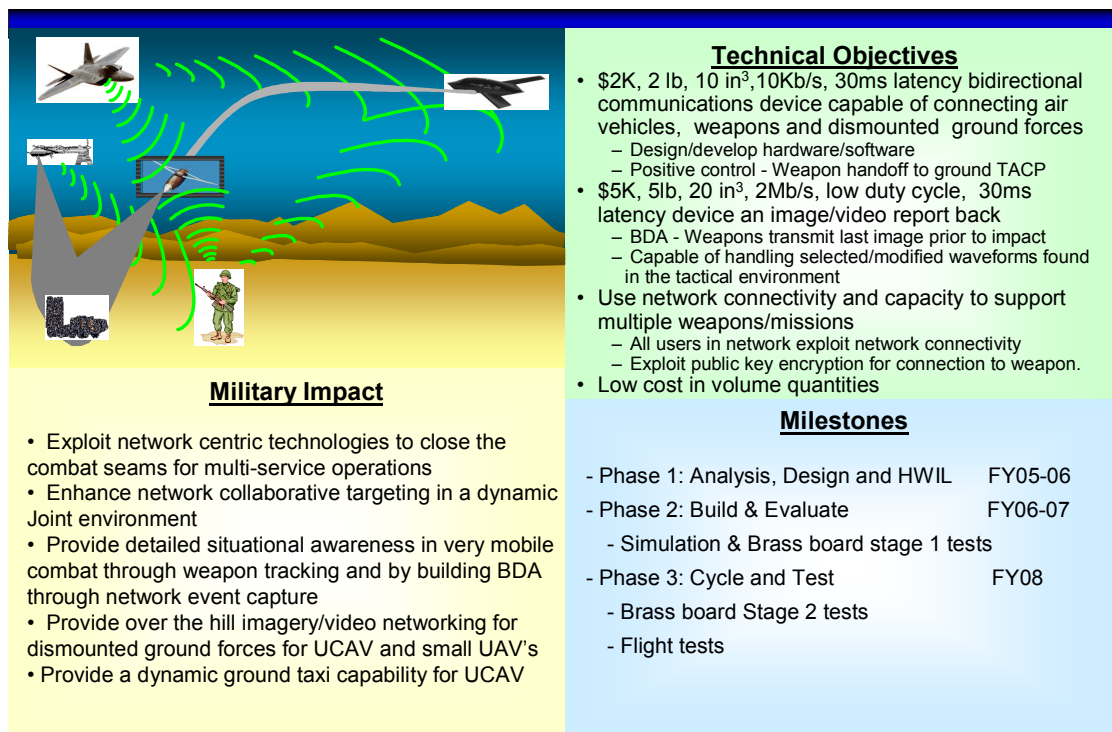 Technical Objectives
• $2K, 2 lb, 10 in³,10Kb/s, 30ms latency bidirectional
communications device capable of connecting air
vehicles, weapons and dismounted ground forces
– Design/develop hardware/software
– Positive control - Weapon handoff to ground TACP
• $5K, 5lb, 20 in³, 2Mb/s, low duty cycle, 30ms
latency device an image/video report back
– BDA - Weapons transmit last image prior to impact
– Capable of handling selected/modified waveforms found
in the tactical environment
• Use network connectivity and capacity to support
multiple weapons/missions
– All users in network exploit network connectivity
– Exploit public key encryption for connection to weapon.
• Low cost in volume quantities
Military Impact
• Exploit network centric technologies to close the
combat seams for multi-service operations
• Enhance network collaborative targeting in a dynamic
Joint environment
• Provide detailed situational awareness in very mobile
combat through weapon tracking and by building BDA
through network event capture
• Provide over the hill imagery/video networking for
dismounted ground forces for UCAV and small UAV's
• Provide a dynamic ground taxi capability for UCAV
Milestones
- Phase 1: Analysis, Design and HWIL FY05-06
- Phase 2: Build & Evaluate FY06-07
- Simulation & Brass board stage 1 tests
- Phase 3: Cycle and Test FY08
- Brass board Stage 2 tests
- Flight tests